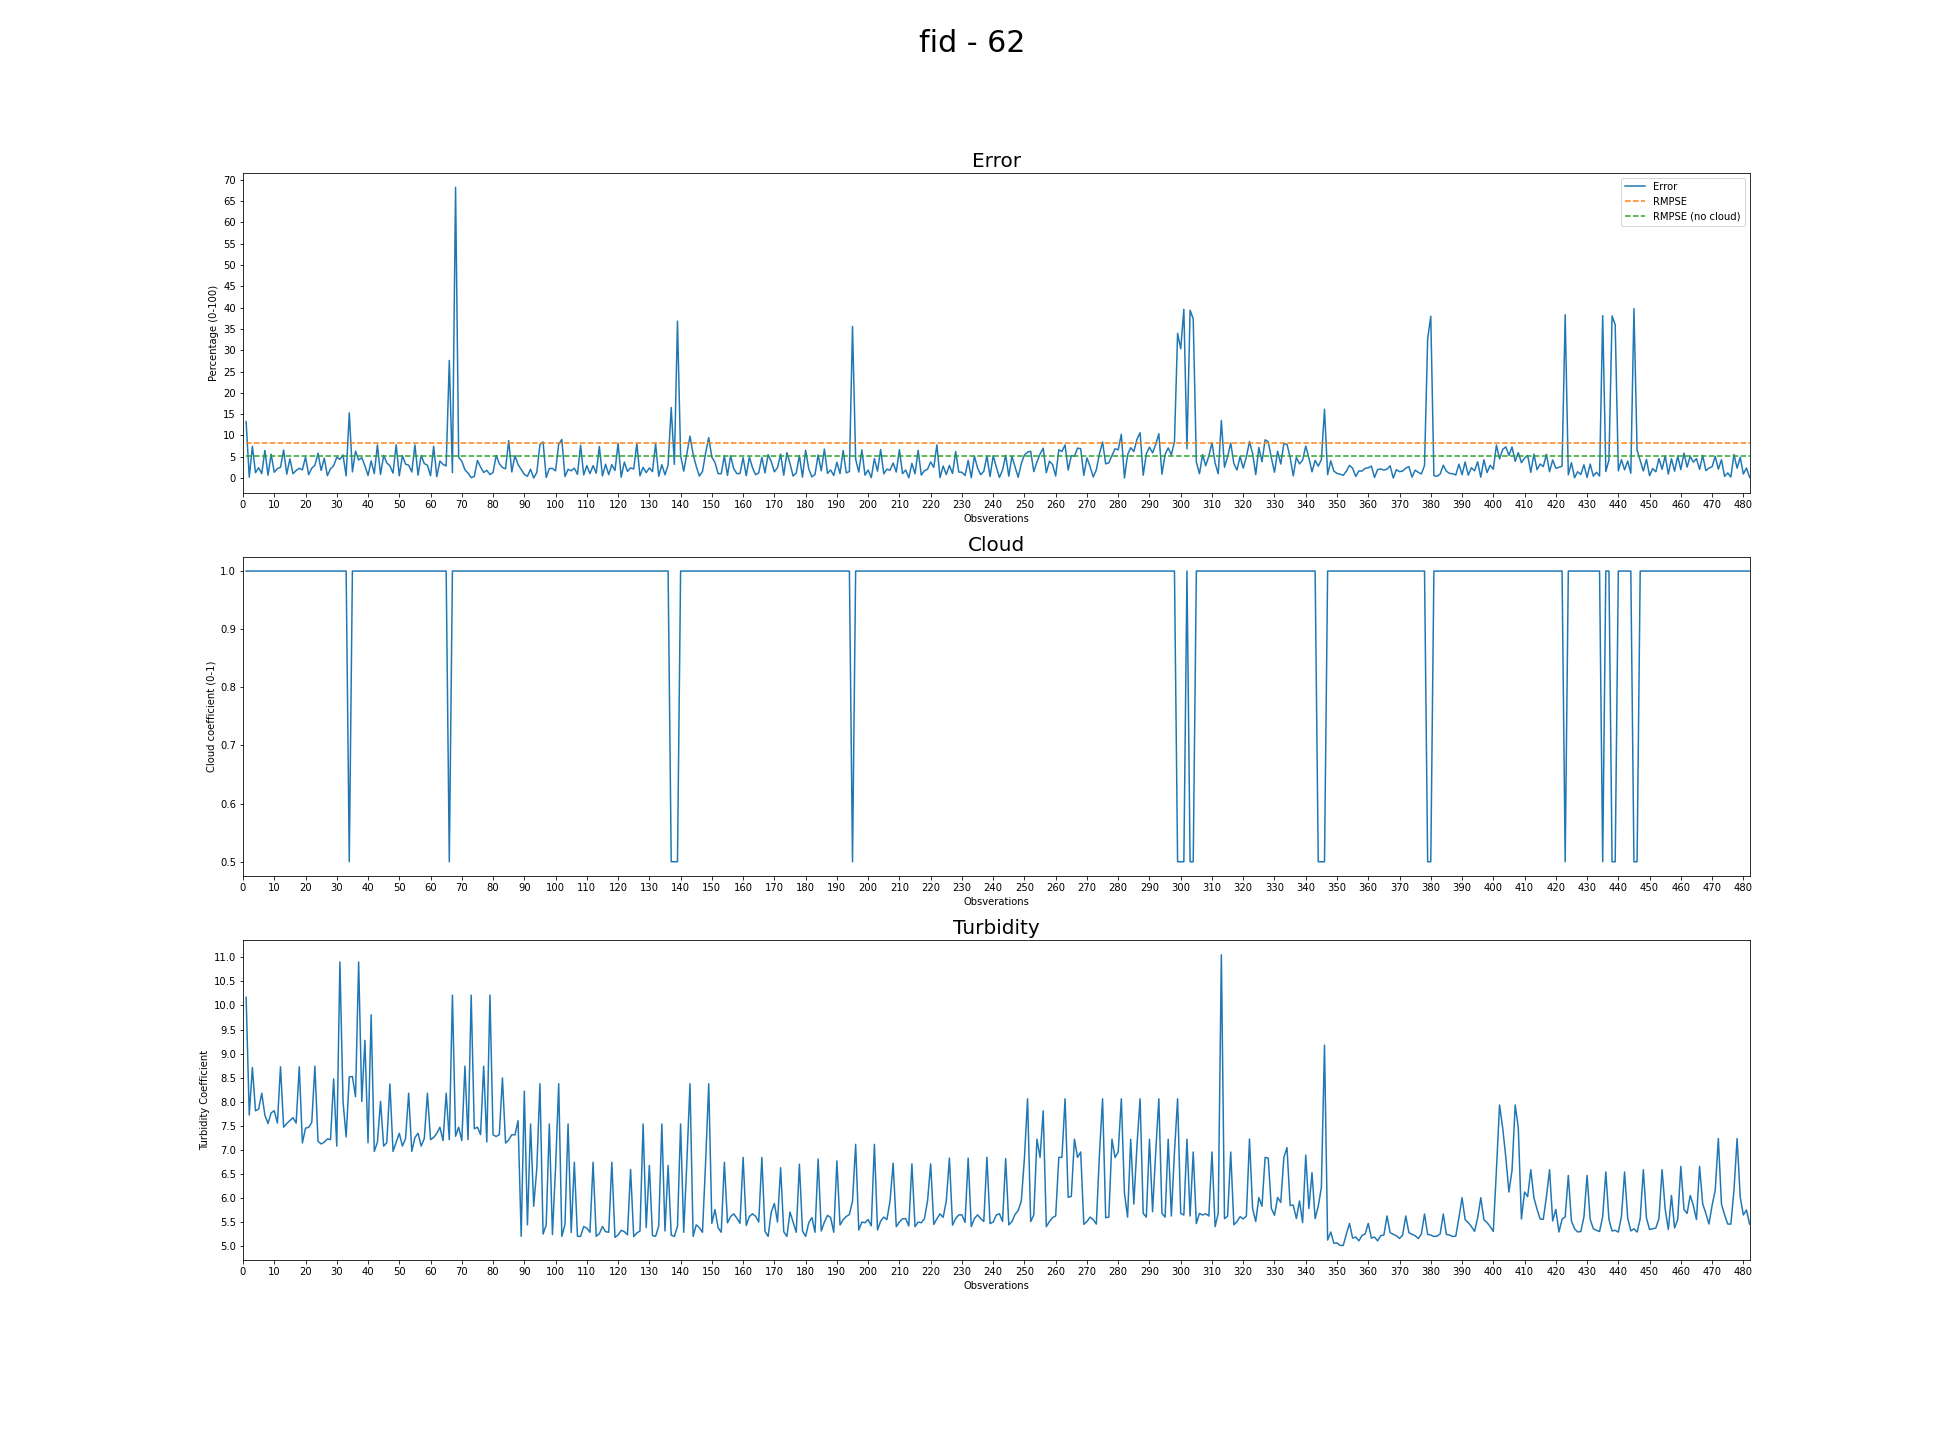 fid - 62
Error
70
65
60
55
50
45
40
35
30
25
20
15
10
5
0
Percentage (0-100)
Error
RMPSE
RMPSE (no cloud)
0 10 20 30 40 50 60 70 80 90 100 110 120 130 140 150 160 170 180 190 200 210 220 230 240 250 260 270 280 290 300 310 320 330 340 350 360 370 380 390 400 410 420 430 440 450 460 470 480
Obsverations
Cloud
1.0
0.9
0.8
0.7
0.6
0.5
Cloud coefficient (0-1)
0 10 20 30 40 50 60 70 80 90 100 110 120 130 140 150 160 170 180 190 200 210 220 230 240 250 260 270 280 290 300 310 320 330 340 350 360 370 380 390 400 410 420 430 440 450 460 470 480
Obsverations
Turbidity
11.0
10.5
10.0
9.5
9.0
8.5
8.0
7.5
7.0
6.5
6.0
5.5
5.0
Turbidity Coefficient
0 10 20 30 40 50 60 70 80 90 100 110 120 130 140 150 160 170 180 190 200 210 220 230 240 250 260 270 280 290 300 310 320 330 340 350 360 370 380 390 400 410 420 430 440 450 460 470 480
Obsverations